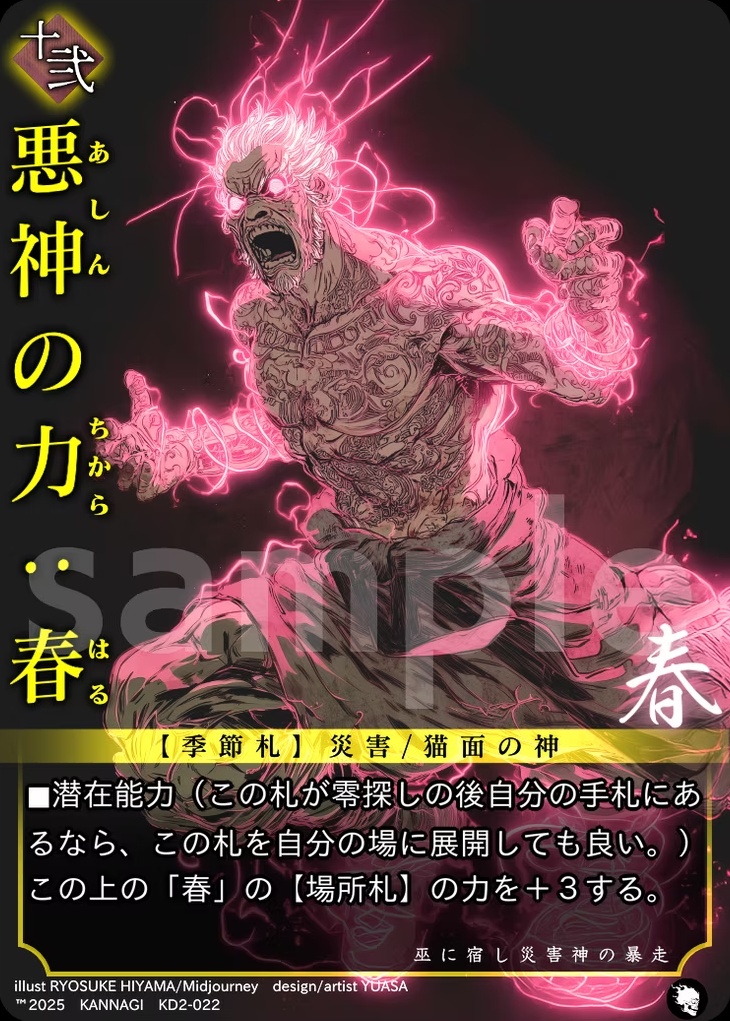 十弐
悪神の力：春
あしん
ちから
はる
sample
春
【季節札】災害/猫面の神
■潜在能力（この札が零探しの後自分の手札にあ
るなら、この札を自分の場に展開しても良い。）
この上の「春」の【場所札】の力を＋３する。
巫に宿し災害神の暴走
illust RYOSUKE HIYAMA/Midjourney design/artist YUASA
™2025 KANNAGI KD2-022